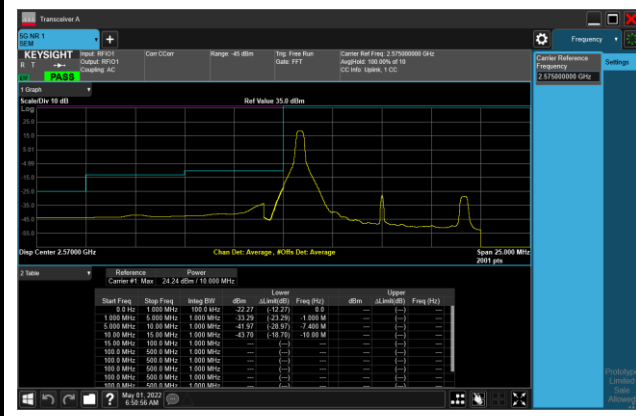 Transceiver A
5G NR 1
SEM
Frequency
KEYSIGHT
R T
PASS
Input: RFIO1
Output: RFIO1
Coupling: AC
Corr CCorr
Range: -45 dBm
Trig: Free Run
Gate: FFT
Carrier Ref Freq: 2.575000000 GHz
Avg|Hold: 100.00% of 10
CC Info: Uplink, 1 CC
Carrier Reference
Frequency
2.575000000 GHz
Settings
1 Graph
Scale/Div 10 dB
Ref Value 35.0 dBm
Log
25.0
15.0
5.01
-4.99
-15.0
-25.0
-35.0
-45.0
-55.0
Disp Center 2.57000 GHz
Chan Det: Average, #Offs Det: Average
Span 25.000 MHz
2001 pts
2 Table
Reference Power
Carrier #1: Max 24.24 dBm / 10.000 MHz
Lower Upper
Start Freq Stop Freq Integ BW dBm ΔLimit(dB) Freq (Hz) dBm ΔLimit(dB) Freq (Hz)
0.0 Hz 1.000 MHz 100.0 kHz -22.27 (-12.27) 0.0 --- (---) ---
1.000 MHz 5.000 MHz 1.000 MHz -33.29 (-23.29) -1.000 M --- (---) ---
5.000 MHz 10.00 MHz 1.000 MHz -41.97 (-28.97) -7.400 M --- (---) ---
10.00 MHz 15.00 MHz 1.000 MHz -43.70 (-18.70) -10.00 M --- (---) ---
15.00 MHz 100.0 MHz 1.000 MHz --- (---) --- --- (---) ---
100.0 MHz 500.0 MHz 1.000 MHz --- (---) --- --- (---) ---
100.0 MHz 500.0 MHz 1.000 MHz --- (---) --- --- (---) ---
100.0 MHz 500.0 MHz 1.000 MHz --- (---) --- --- (---) ---
100.0 MHz 500.0 MHz 1.000 MHz --- (---) --- --- (---) ---
May 01, 2022
6:50:56 AM
Prototype
Limited
Sale
Allowed